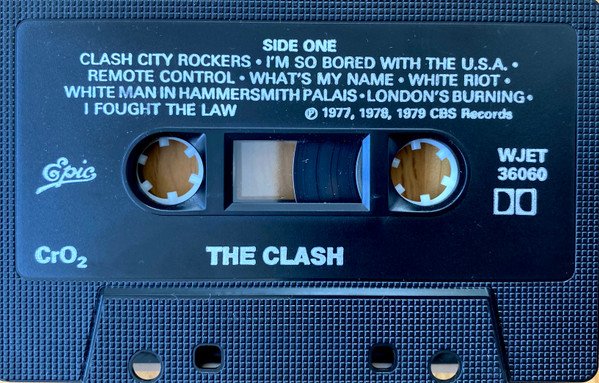 SIDE ONE
CLASH CITY ROCKERS • I'M SO BORED WITH THE U.S.A. •
REMOTE CONTROL • WHAT'S MY NAME • WHITE RIOT •
WHITE MAN IN HAMMERSMITH PALAIS • LONDON'S BURNING •
I FOUGHT THE LAW ℗ 1977, 1978, 1979 CBS Records
Epic
WJET
36060
CrO₂
THE CLASH